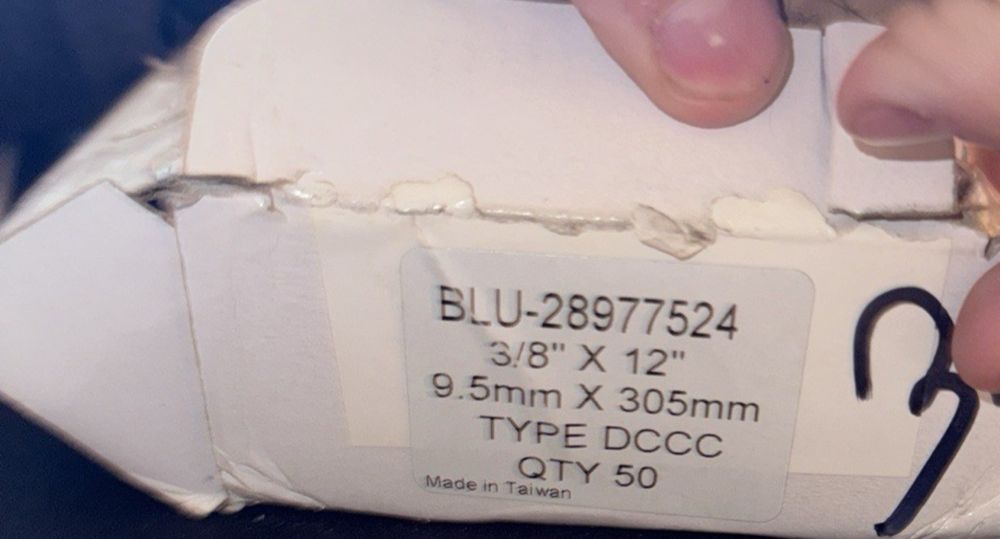 BLU-28977524
3/8" X 12"
9.5mm X 305mm
TYPE DCCC
QTY 50
Made in Taiwan